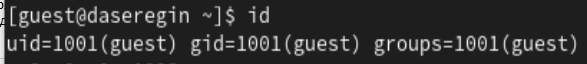 [guest@daseregin ~]$ id
uid=1001(guest) gid=1001(guest) groups=1001(guest)